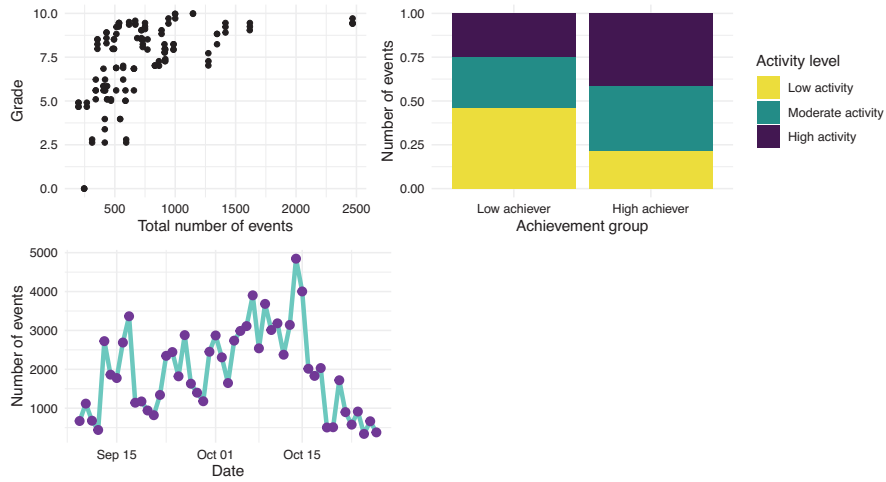 10.0
7.5
5.0
2.5
0.0
Grade
500
1000
1500
2000
2500
Total number of events
1.00
0.75
0.50
0.25
0.00
Number of events
Low achiever
High achiever
Achievement group
Activity level
Low activity
Moderate activity
High activity
5000
4000
3000
2000
1000
Number of events
Sep 15
Oct 01
Oct 15
Date